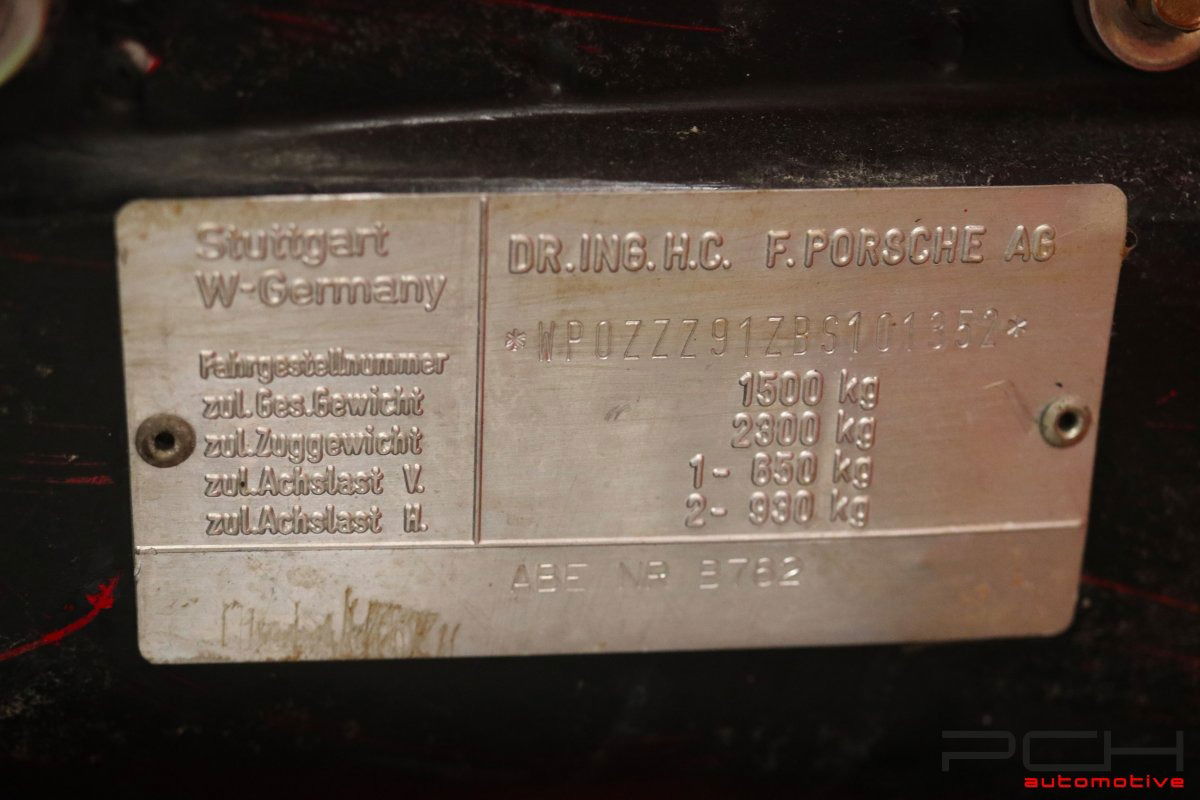 Stuttgart
W-Germany
DR.ING.H.C. F.PORSCHE AG
Fahrgestellnummer *WP0ZZZ91ZBS101352*
zul.Ges.Gewicht 1500 kg
zul.Zuggewicht 2300 kg
zul.Achslast V. 1- 650 kg
zul.Achslast H. 2- 930 kg
ABE NR B762
PCH
automotive